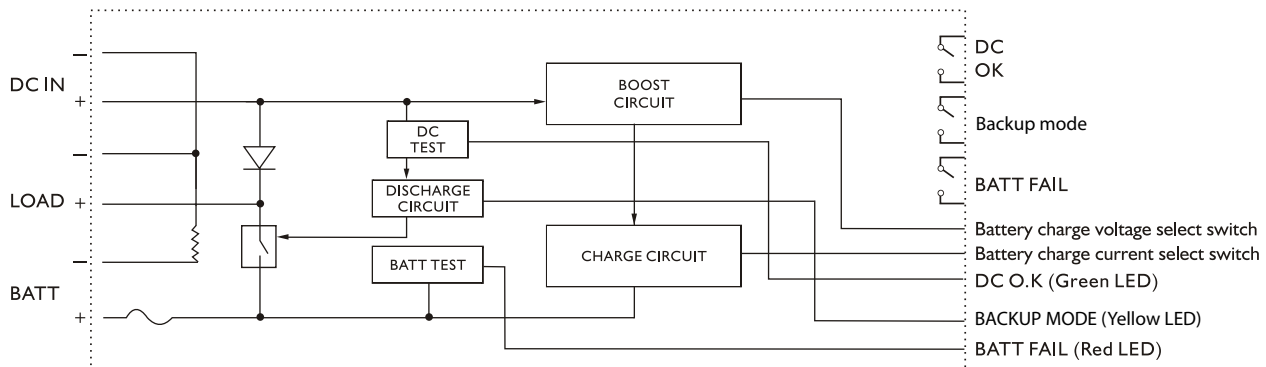 −
DC IN
+
−
LOAD +
−
BATT
+
BOOST
CIRCUIT
DC
TEST
DISCHARGE
CIRCUIT
BATT TEST
CHARGE CIRCUIT
DC
OK
Backup mode
BATT FAIL
Battery charge voltage select switch
Battery charge current select switch
DC O.K (Green LED)
BACKUP MODE (Yellow LED)
BATT FAIL (Red LED)